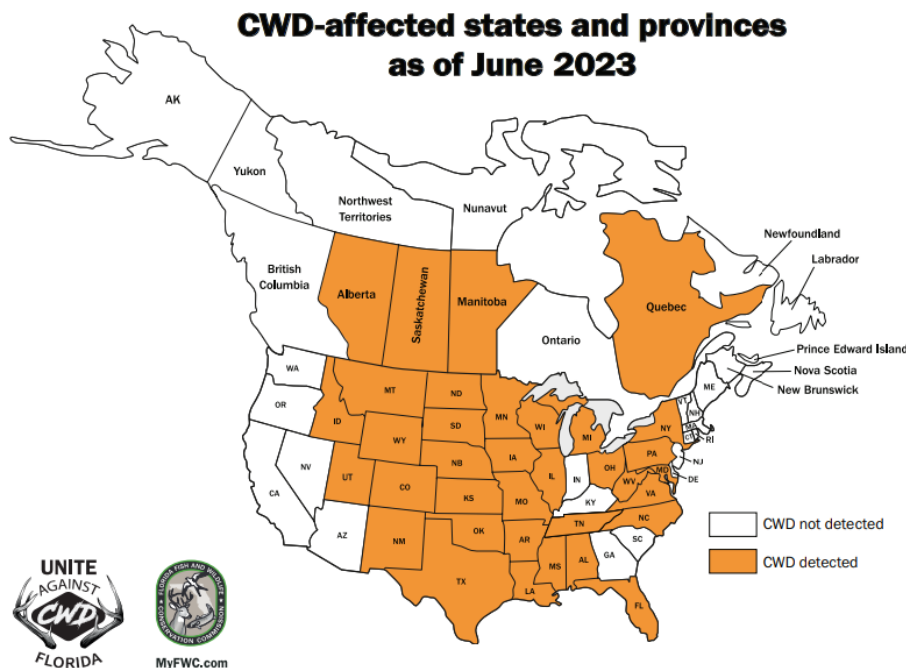 CWD-affected states and provinces
as of June 2023
AK
Yukon
Northwest
Territories
Nunavut
British
Columbia
Alberta
Saskatchewan
Manitoba
Ontario
Quebec
Newfoundland
Labrador
Prince Edward Island
Nova Scotia
New Brunswick
WA
OR
CA
NV
ID
MT
WY
UT
CO
AZ
NM
ND
SD
NB
KS
OK
TX
MN
IA
MO
AR
LA
WI
IL
MI
IN
OH
KY
TN
MS
AL
GA
FL
SC
NC
VA
WV
PA
NY
MD
DE
NJ
VT
NH
ME
MA
CT
RI
CWD not detected
CWD detected
UNITE
AGAINST
CWD
FLORIDA
FLORIDA FISH AND WILDLIFE
CONSERVATION COMMISSION
MyFWC.com